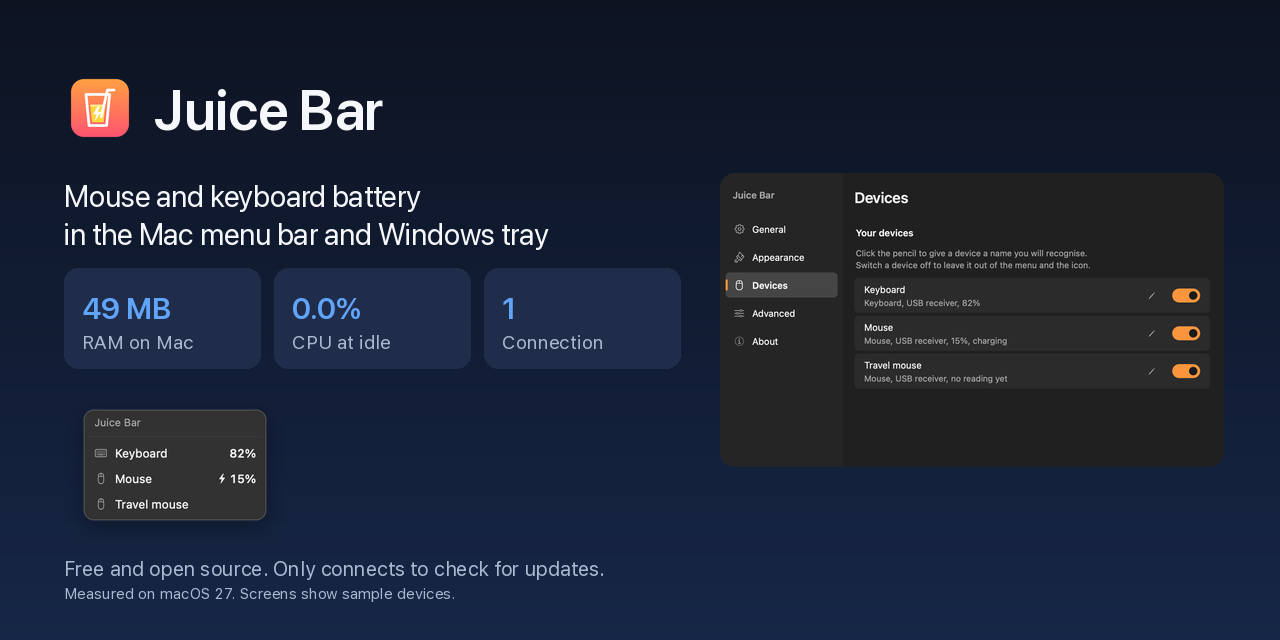 Juice Bar
Mouse and keyboard battery
in the Mac menu bar and Windows tray
49 MB
RAM on Mac
0.0%
CPU at idle
1
Connection
Juice Bar
Keyboard 82%
Mouse 15%
Travel mouse
Free and open source. Only connects to check for updates.
Measured on macOS 27. Screens show sample devices.
Juice Bar
General
Appearance
Devices
Advanced
About
Devices
Your devices
Click the pencil to give a device a name you will recognise.
Switch a device off to leave it out of the menu and the icon.
Keyboard
Keyboard, USB receiver, 82%
Mouse
Mouse, USB receiver, 15%, charging
Travel mouse
Mouse, USB receiver, no reading yet